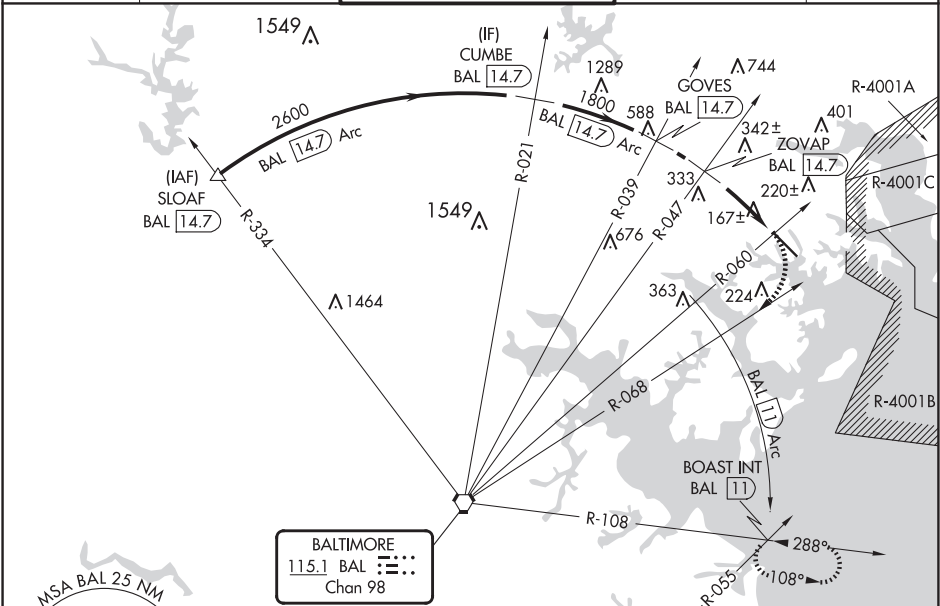 1549
(IF)
CUMBE
BAL 14.7
1289
744
GOVES
BAL 14.7
R-4001A
2600
1800
BAL 14.7 Arc
588
BAL 14.7 Arc
342±
401
ZOVAP
BAL 14.7
(IAF)
SLOAF
BAL 14.7
R-021
333
220±
R-4001C
R-334
1549
R-039
R-047
167±
676
R-060
1464
363
224
R-068
BAL 11 Arc
R-4001B
BOAST INT
BAL 11
R-108
288°
108°
R-055
BALTIMORE
115.1 BAL
Chan 98
MSA BAL 25 NM